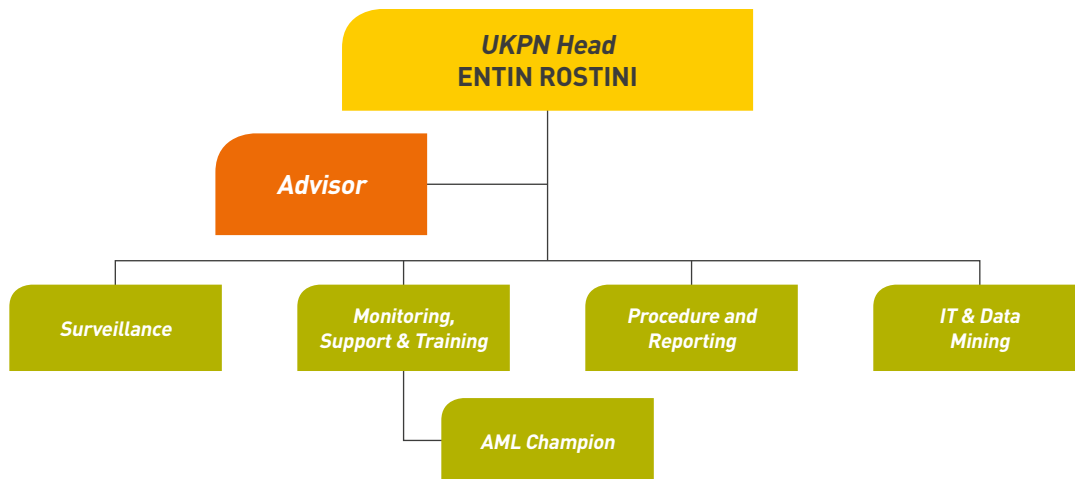 UKPN Head
ENTIN ROSTINI
Advisor
Surveillance
Monitoring,
Support & Training
Procedure and
Reporting
IT & Data
Mining
AML Champion